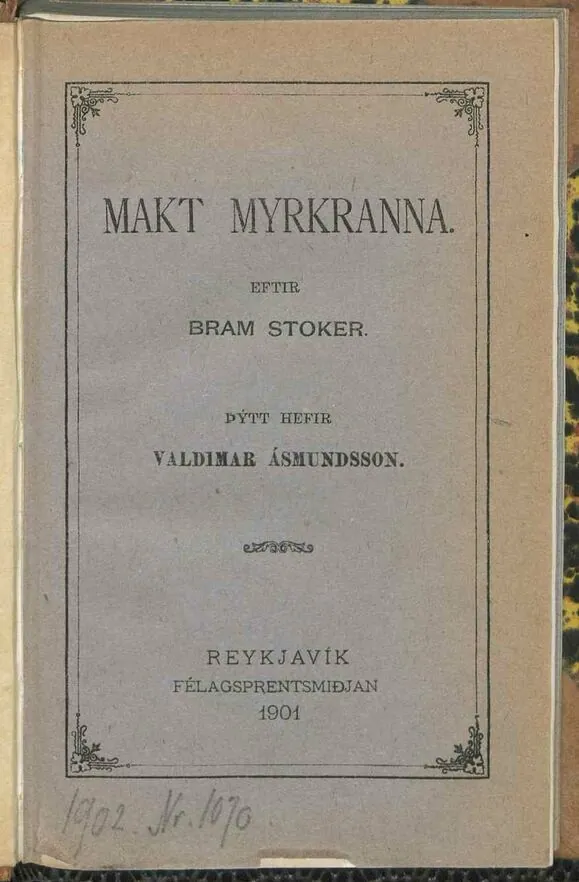 MAKT MYRKRANNA.
EFTIR
BRAM STOKER.
ÞÝTT HEFIR
VALDIMAR ÁSMUNDSSON.
REYKJAVÍK
FÉLAGSPRENTSMIÐJAN
1901
1902. Nr. 1070